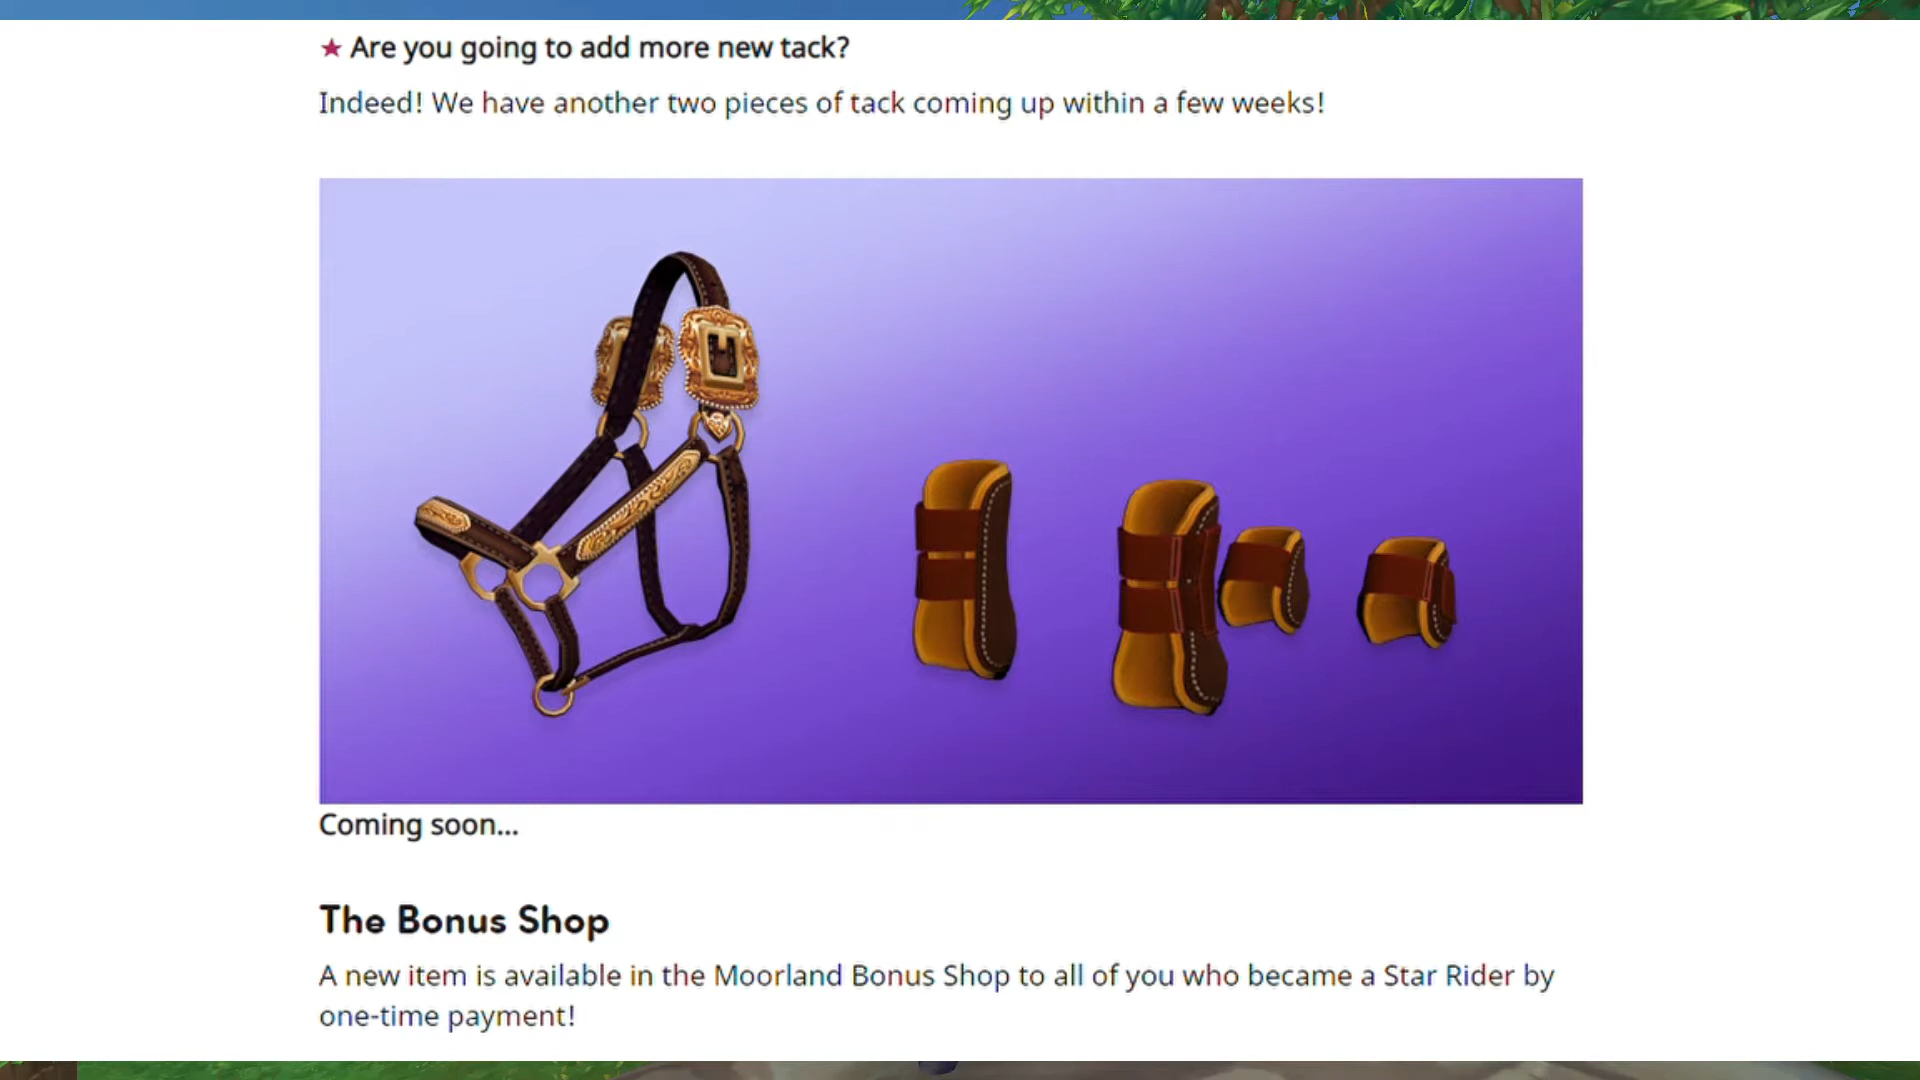 ★ Are you going to add more new tack?
Indeed! We have another two pieces of tack coming up within a few weeks!
Coming soon...
The Bonus Shop
A new item is available in the Moorland Bonus Shop to all of you who became a Star Rider by
one-time payment!